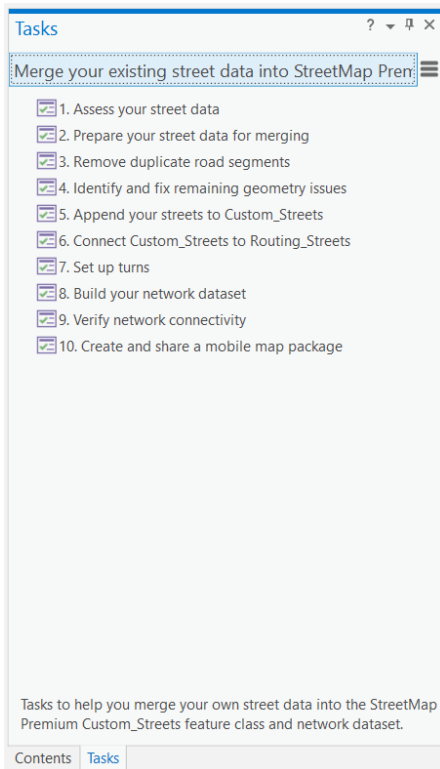 Tasks
?
Merge your existing street data into StreetMap Prem
1. Assess your street data
2. Prepare your street data for merging
3. Remove duplicate road segments
4. Identify and fix remaining geometry issues
5. Append your streets to Custom_Streets
6. Connect Custom_Streets to Routing_Streets
7. Set up turns
8. Build your network dataset
9. Verify network connectivity
10. Create and share a mobile map package
Tasks to help you merge your own street data into the StreetMap
Premium Custom_Streets feature class and network dataset.
Contents Tasks